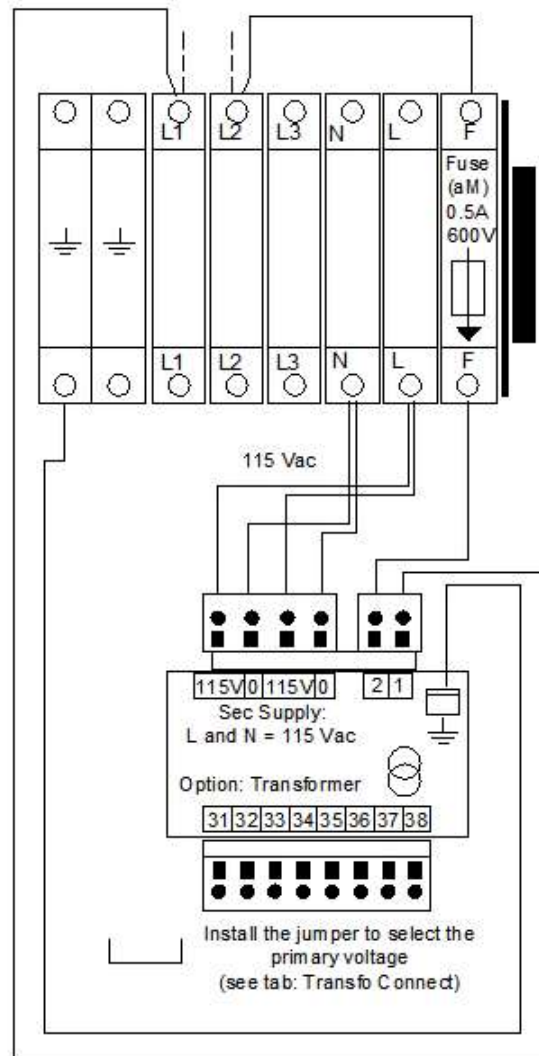 L1 L2 L3 N L F
Fuse
(aM)
0.5A
600V
L1 L2 L3 N L F
115 Vac
115V 0 115V 0 2 1
Sec Supply:
L and N = 115 Vac
Option: Transformer
31 32 33 34 35 36 37 38
Install the jumper to select the
primary voltage
(see tab: Transfo Connect)